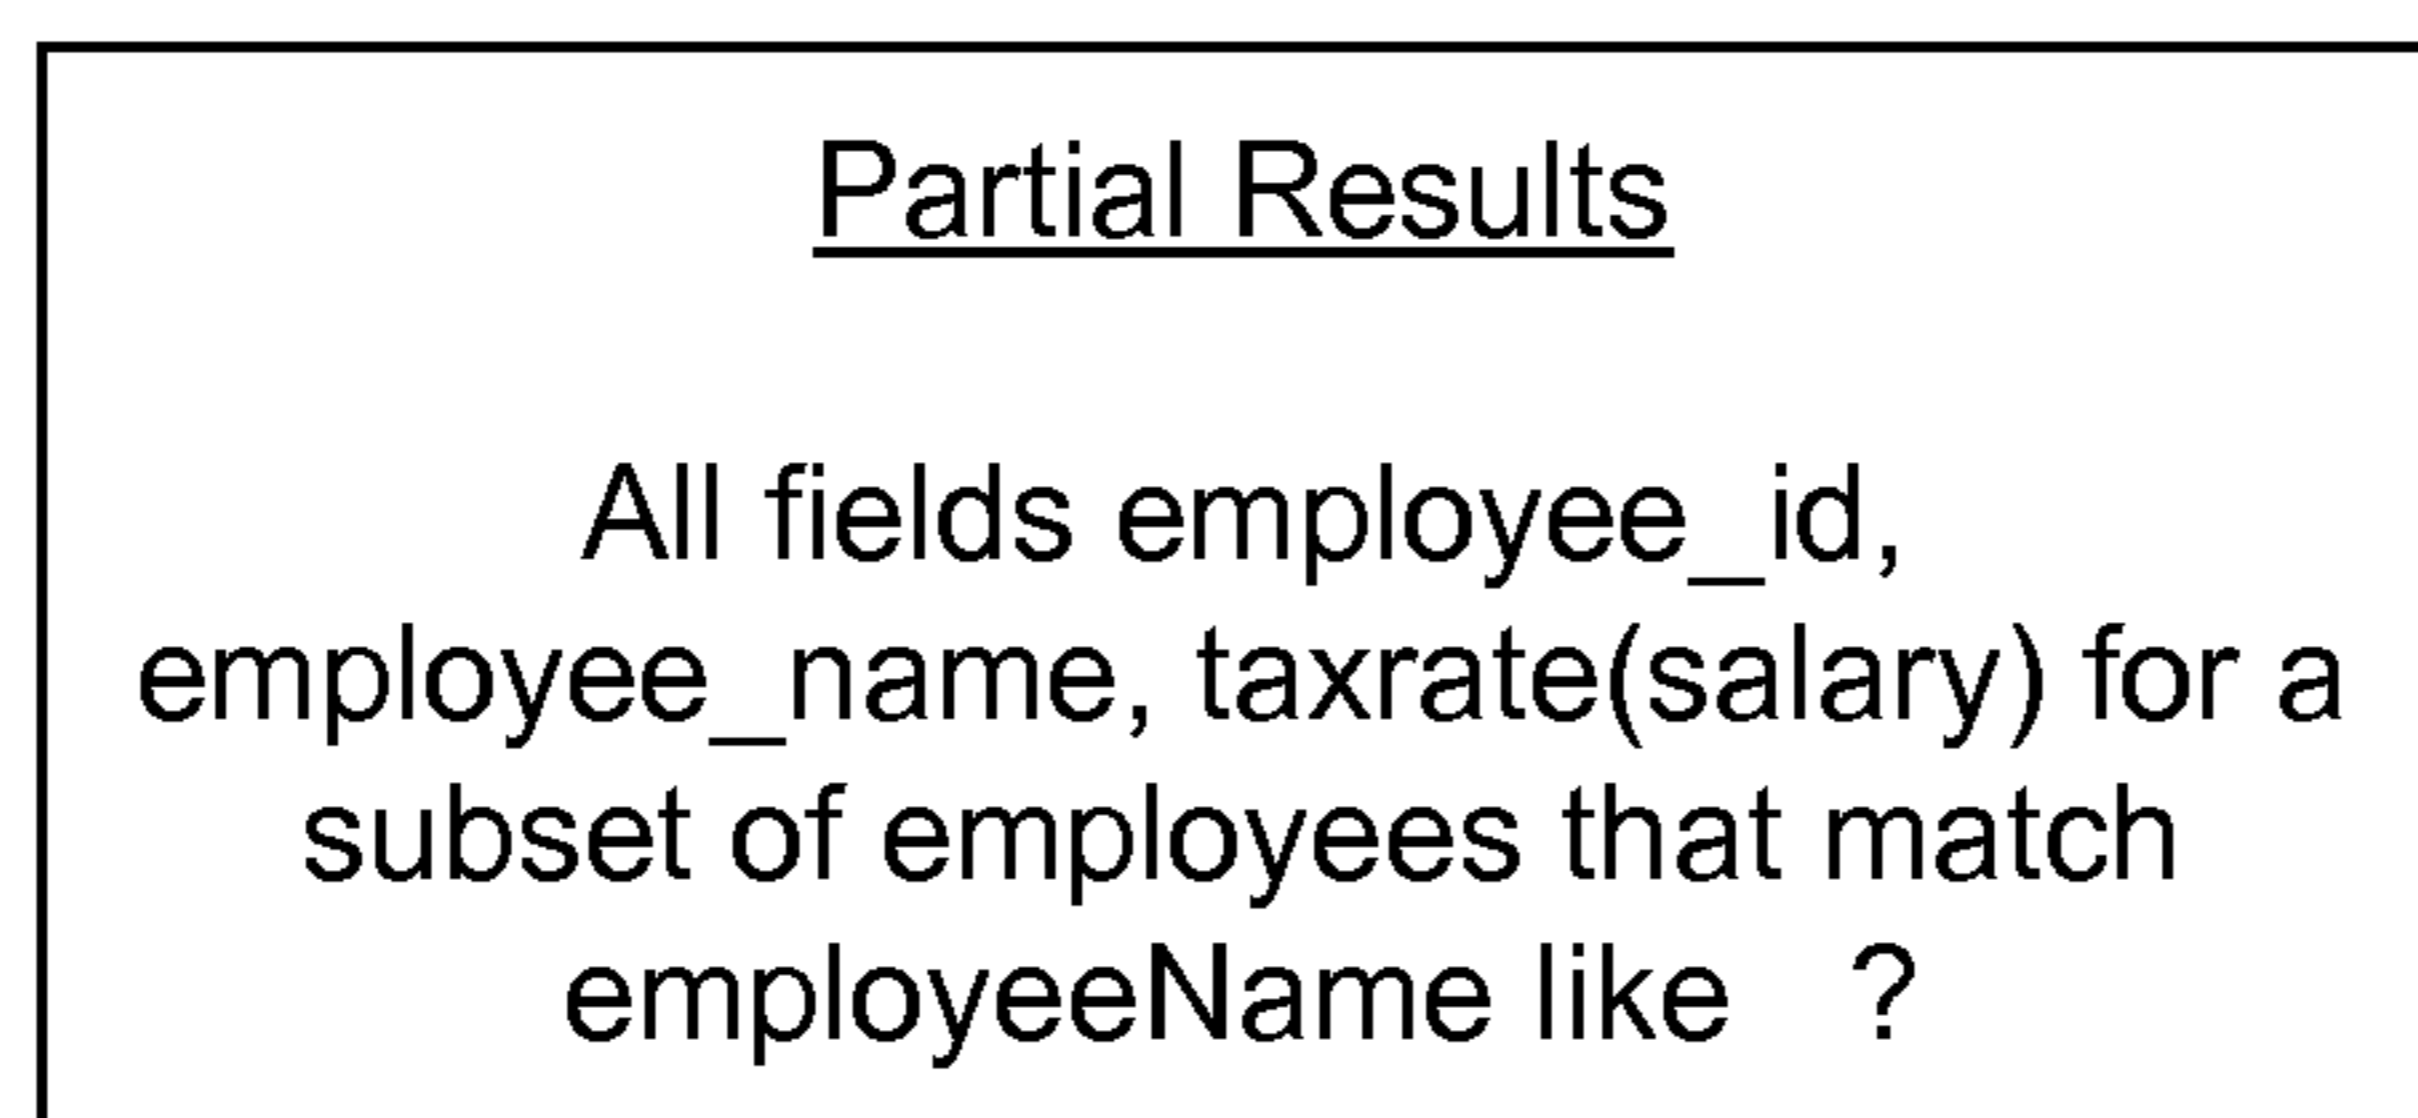 Partial Results
All fields employee_id,
employee_name, taxrate(salary) for a
subset of employees that match
employeeName like ?